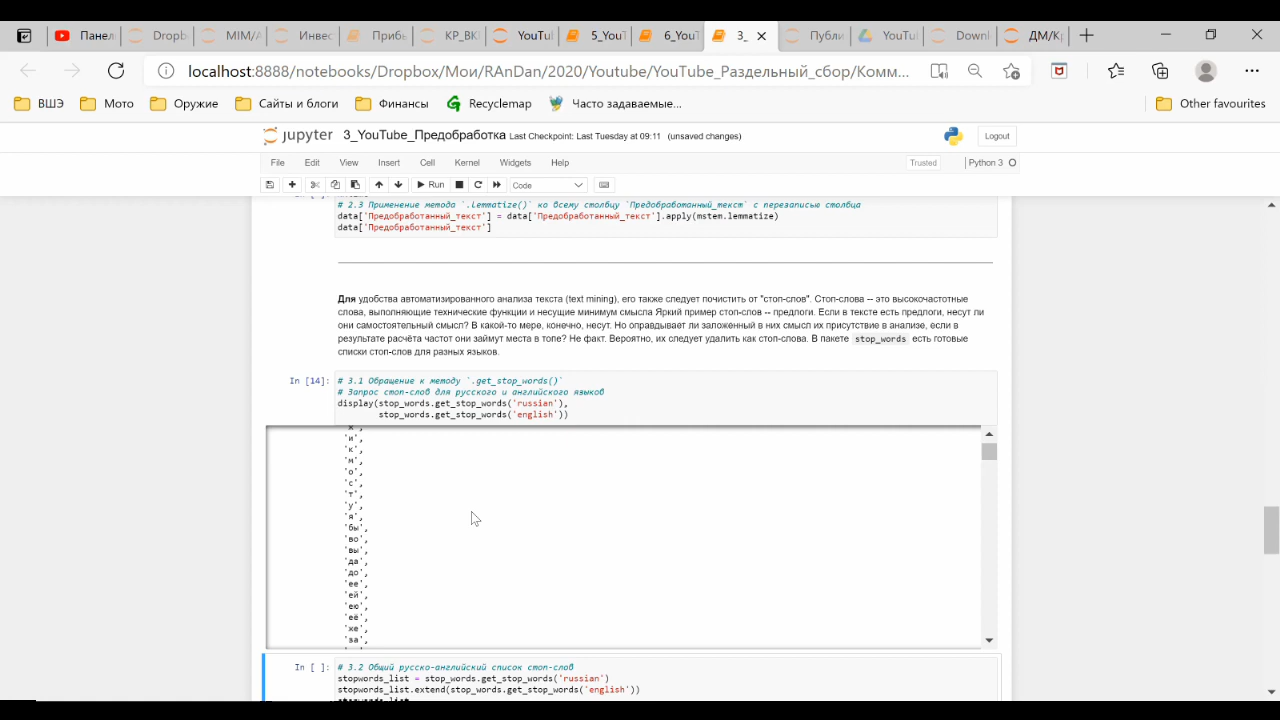 Панел
Dropb
MIM/A
Инвес
Прибы
КР_ВК
YouTul
5_YouT
6_YouT
3_
Публи
YouTu
Downl
ДМ/Кр
localhost:8888/notebooks/Dropbox/Мои/RAnDan/2020/Youtube/YouTube_Раздельный_сбор/Комм...
ВШЭ
Мото
Оружие
Сайты и блоги
Финансы
Recyclemap
Часто задаваемые...
Other favourites
jupyter 3_YouTube_Предобработка Last Checkpoint: Last Tuesday at 09:11 (unsaved changes)
Logout
File Edit View Insert Cell Kernel Widgets Help
Trusted
Python 3
Run
Code
# 2.3 Применение метода `.lemmatize()` ко всему столбцу `Предобработанный_текст` с перезаписью столбца
data['Предобработанный_текст'] = data['Предобработанный_текст'].apply(mstem.lemmatize)
data['Предобработанный_текст']
Для удобства автоматизированного анализа текста (text mining), его также следует почистить от "стоп-слов". Стоп-слова -- это высокочастотные
слова, выполняющие технические функции и несущие минимум смысла Яркий пример стоп-слов -- предлоги. Если в тексте есть предлоги, несут ли
они самостоятельный смысл? В какой-то мере, конечно, несут. Но оправдывает ли заложенный в них смысл их присутствие в анализе, если в
результате расчёта частот они займут места в топе? Не факт. Вероятно, их следует удалить как стоп-слова. В пакете stop_words есть готовые
списки стоп-слов для разных языков.
In [14]:
# 3.1 Обращение к методу `.get_stop_words()`
# Запрос стоп-слов для русского и английского языков
display(stop_words.get_stop_words('russian'),
stop_words.get_stop_words('english'))
'и',
'к',
'м',
'о',
'с',
'т',
'у',
'я',
'бы',
'во',
'вы',
'да',
'до',
'ее',
'ей',
'ею',
'её',
'же',
'за',
In [ ]:
# 3.2 Общий русско-английский список стоп-слов
stopwords_list = stop_words.get_stop_words('russian')
stopwords_list.extend(stop_words.get_stop_words('english'))